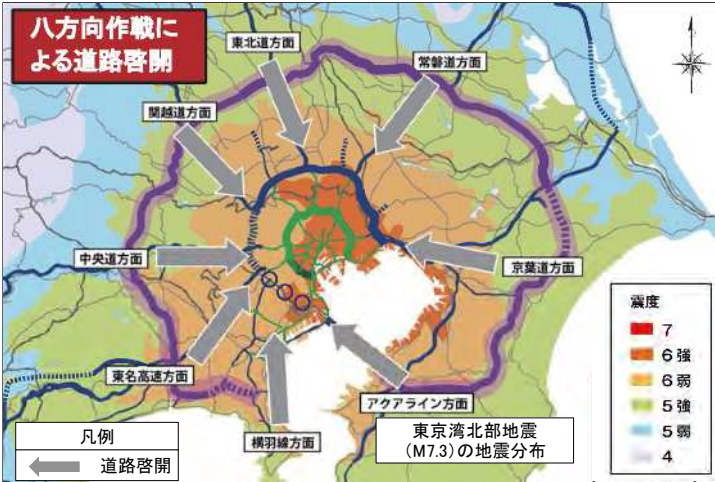 八方向作戦に
よる道路啓開
東北道方面
常磐道方面
関越道方面
中央道方面
京葉道方面
東名高速方面
アクアライン方面
横羽線方面
凡例
道路啓開
東京湾北部地震
（M7.3）の地震分布
震度
7
6強
6弱
5強
5弱
4